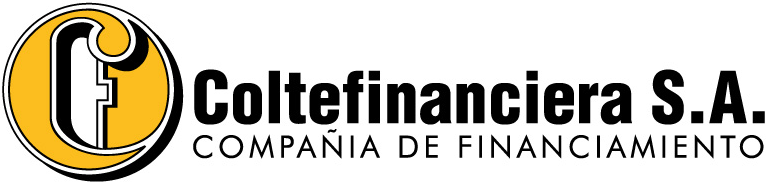 Coltefinanciera S.A.
COMPAÑIA DE FINANCIAMIENTO